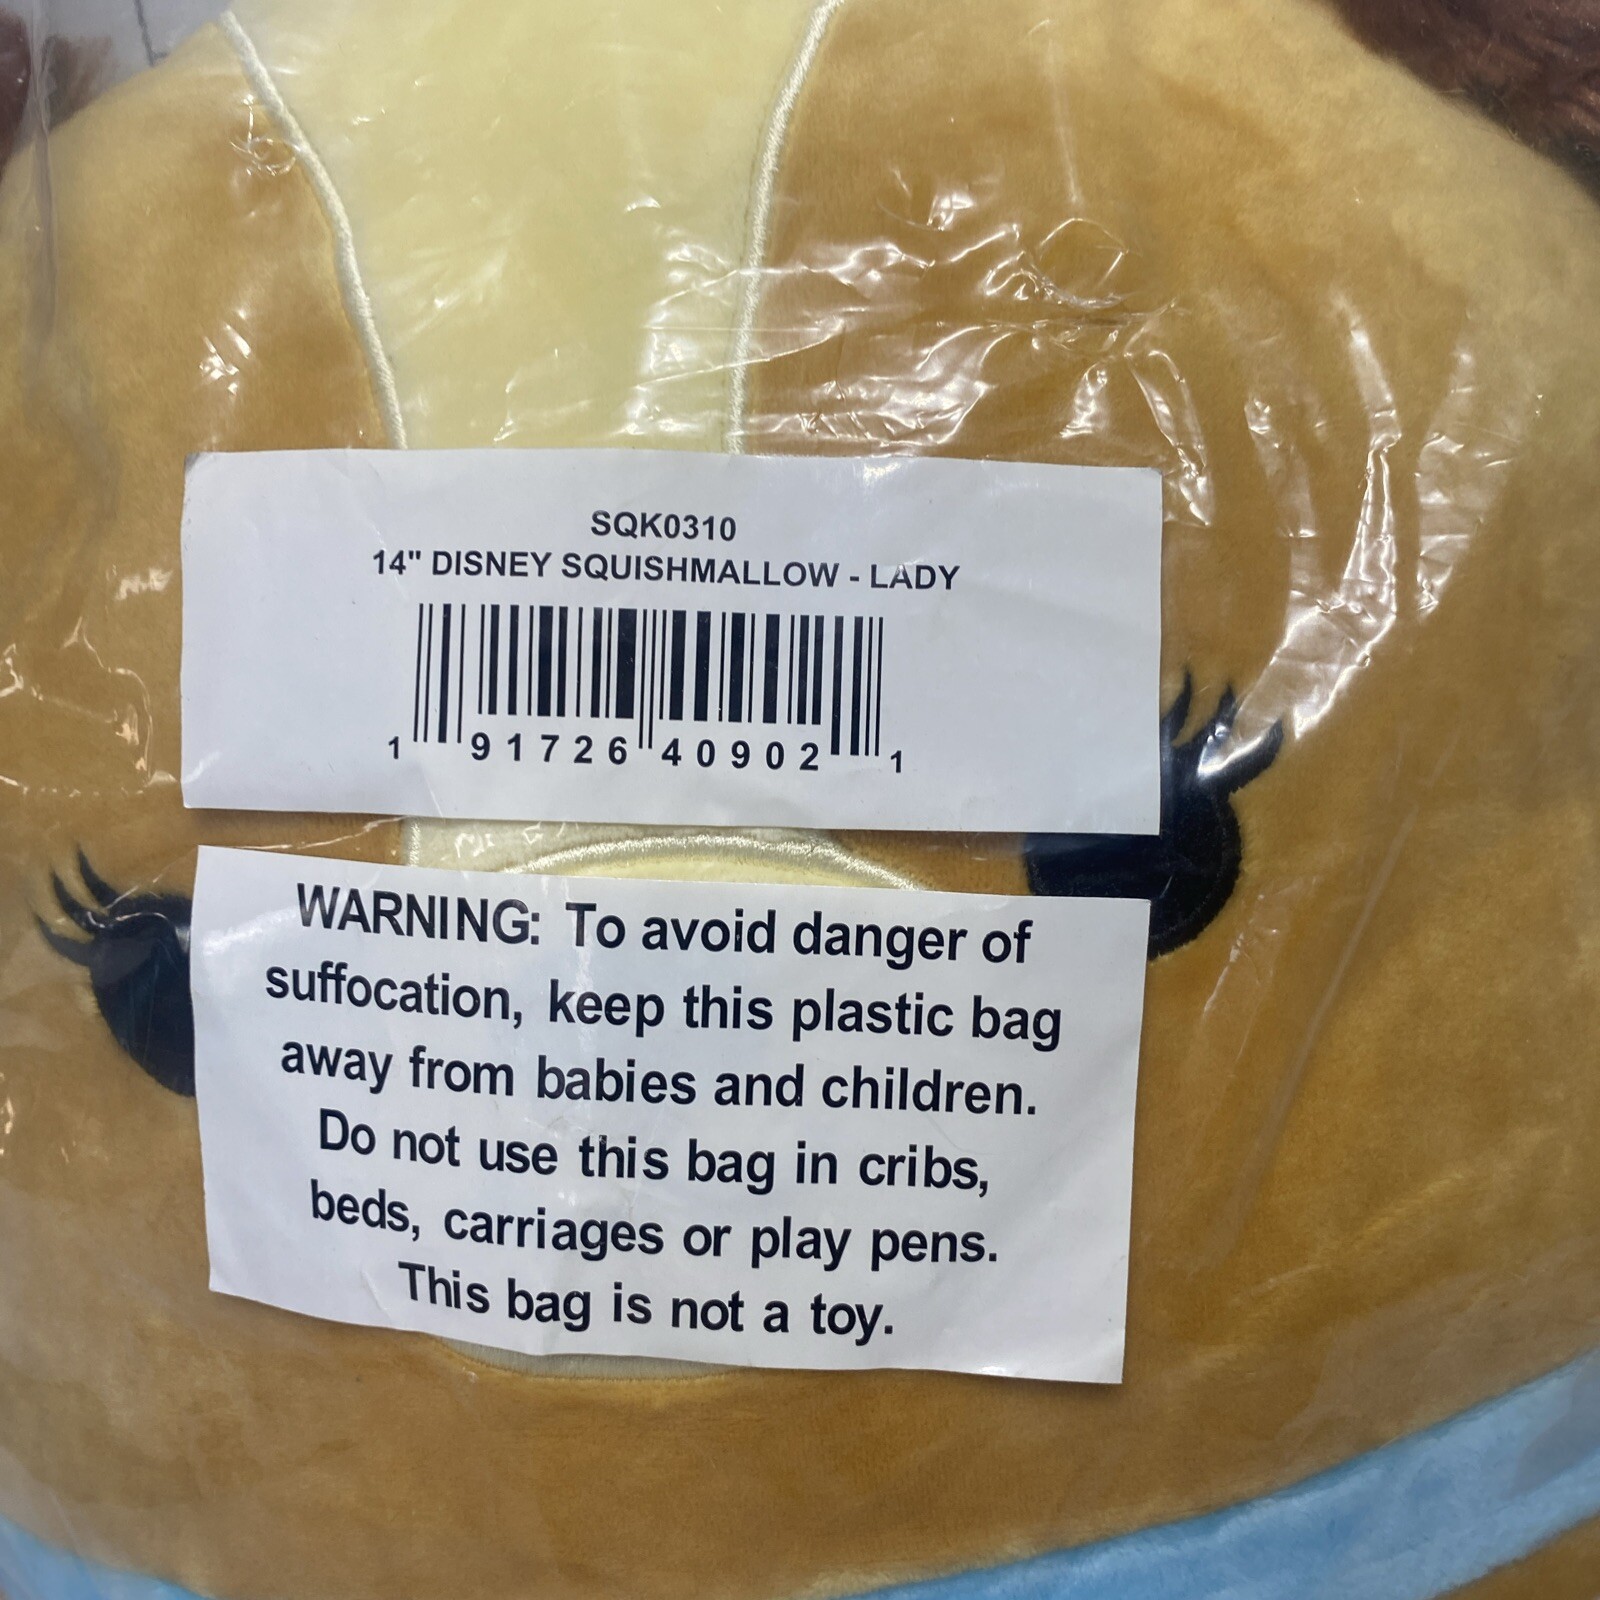 SQK0310
14" DISNEY SQUISHMALLOW - LADY
1 91726 40902 1
WARNING: To avoid danger of
suffocation, keep this plastic bag
away from babies and children.
Do not use this bag in cribs,
beds, carriages or play pens.
This bag is not a toy.